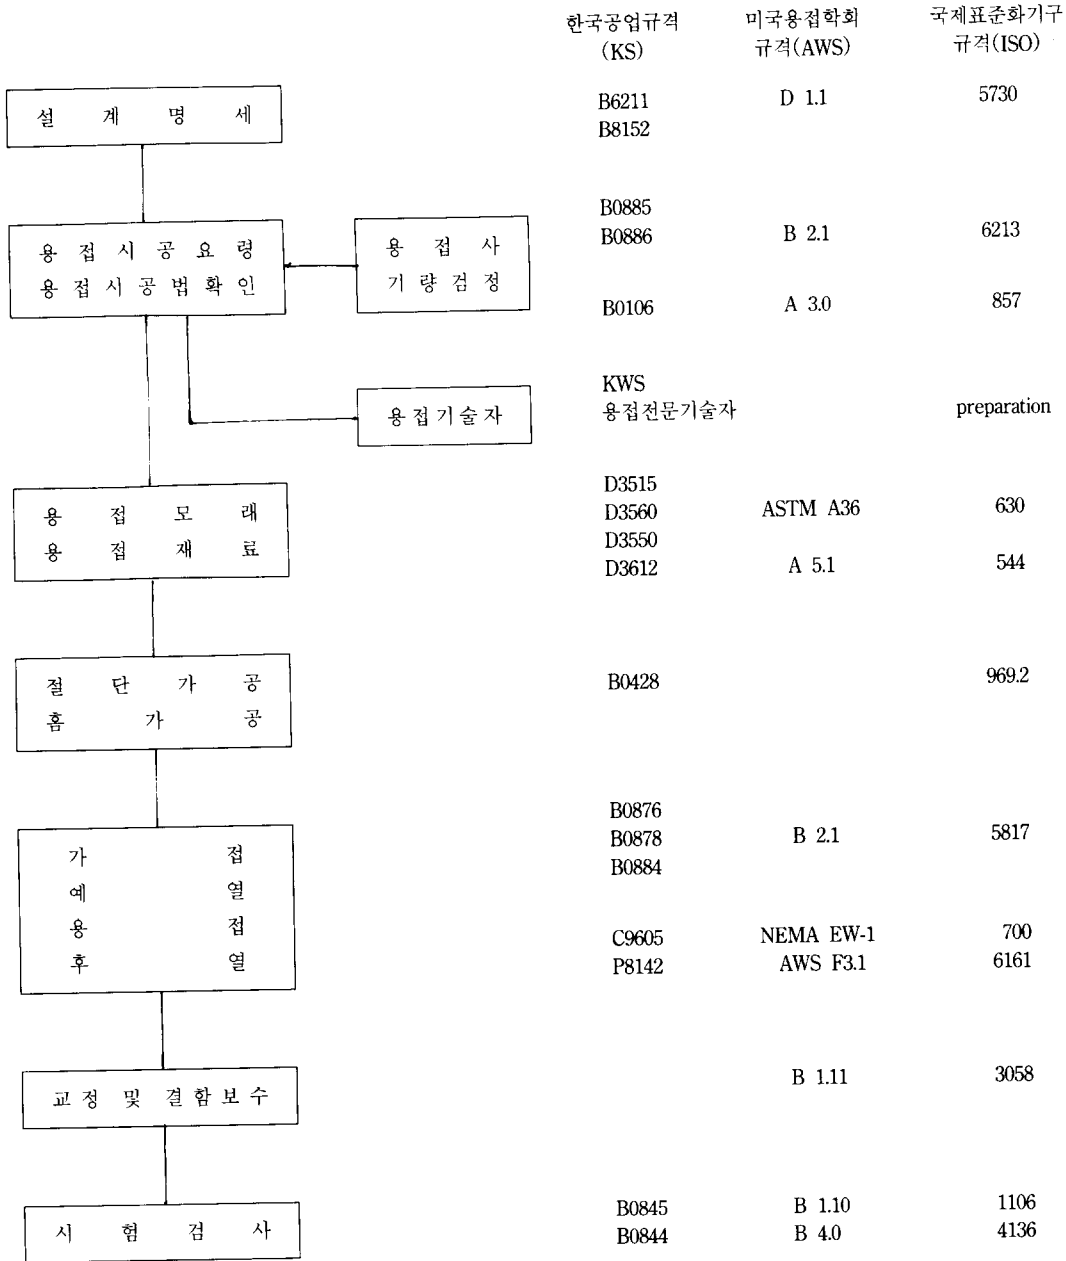 한국공업규격 미국용접학회 국제표준화기구
(KS) 규격(AWS) 규격(ISO)
설 계 명 세 B6211 D 1.1 5730
B8152
B0885
용접시공요령 용 접 사 B0886 B 2.1 6213
용접시공법확인 기량검정
B0106 A 3.0 857
KWS
용접기술자 용접전문기술자 preparation
D3515
용 접 모 래 D3560 ASTM A36 630
용 접 재 료 D3550
D3612 A 5.1 544
절 단 가 공 B0428 969.2
홈 가 공
B0876
가 접 B0878 B 2.1 5817
예 열 B0884
용 접 C9605 NEMA EW-1 700
후 열 P8142 AWS F3.1 6161
교정 및 결함보수 B 1.11 3058
시 험 검 사 B0845 B 1.10 1106
B0844 B 4.0 4136